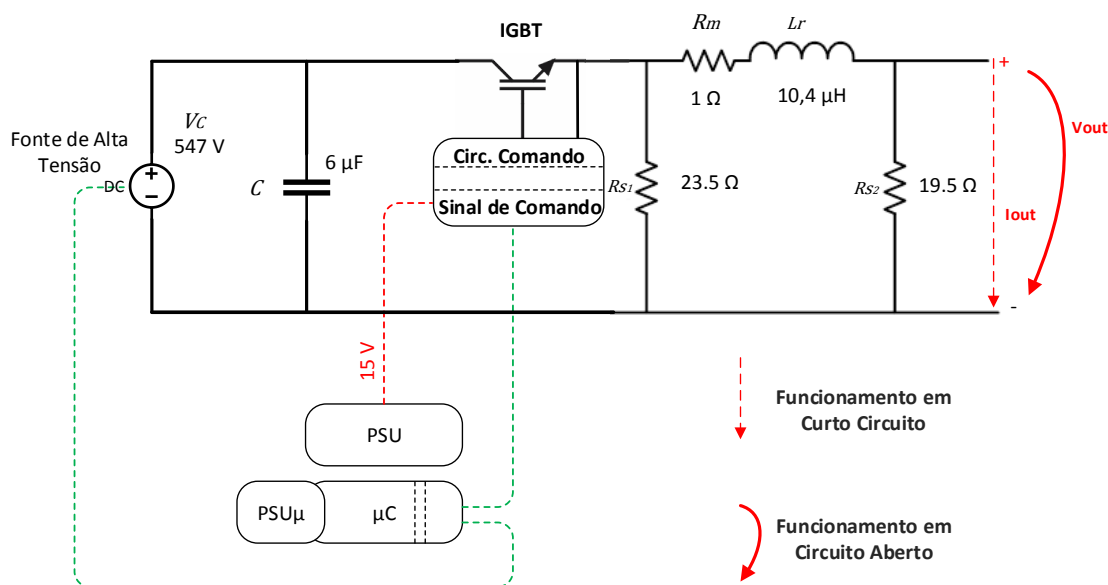 IGBT
Rm
Lr
1 Ω
10,4 µH
+
Vout
Fonte de Alta
Tensão
VC
547 V
DC
C
6 µF
Circ. Comando
Sinal de Comando
Rs1
23.5 Ω
Rs2
19.5 Ω
Iout
-
15 V
PSU
PSUµ
µC
Funcionamento em
Curto Circuito
Funcionamento em
Circuito Aberto